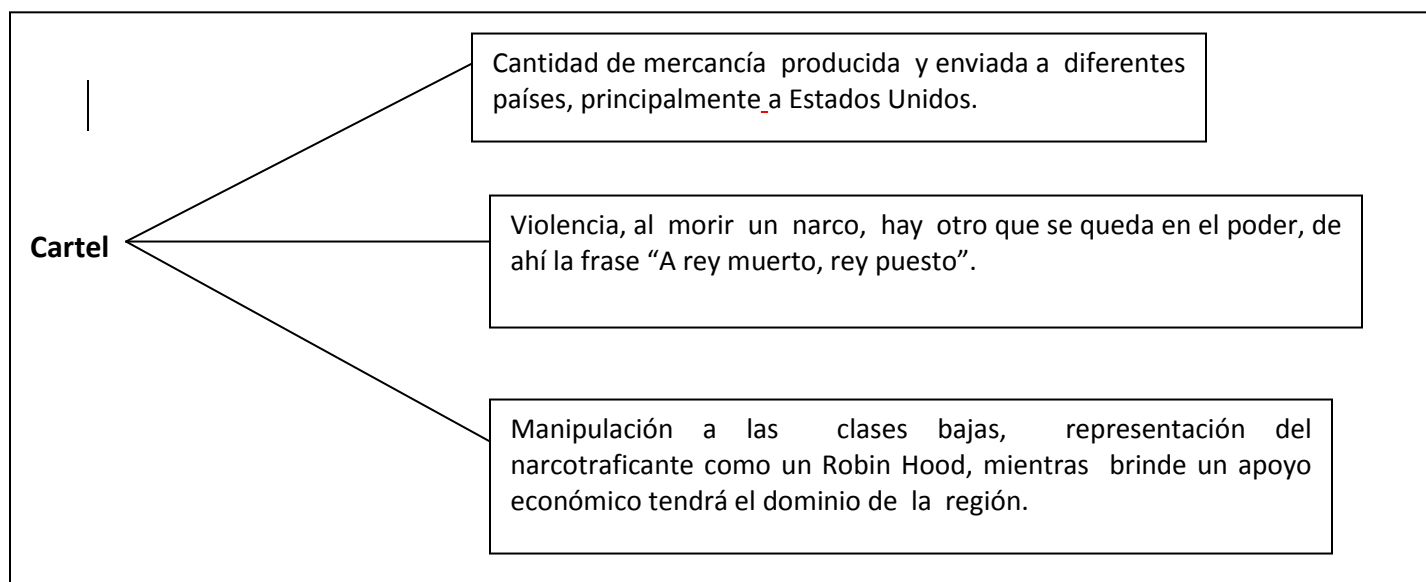 Cantidad de mercancía producida y enviada a diferentes
países, principalmente a Estados Unidos.
Cartel
Violencia, al morir un narco, hay otro que se queda en el poder, de
ahí la frase “A rey muerto, rey puesto”.
Manipulación a las clases bajas, representación del
narcotraficante como un Robin Hood, mientras brinde un apoyo
económico tendrá el dominio de la región.